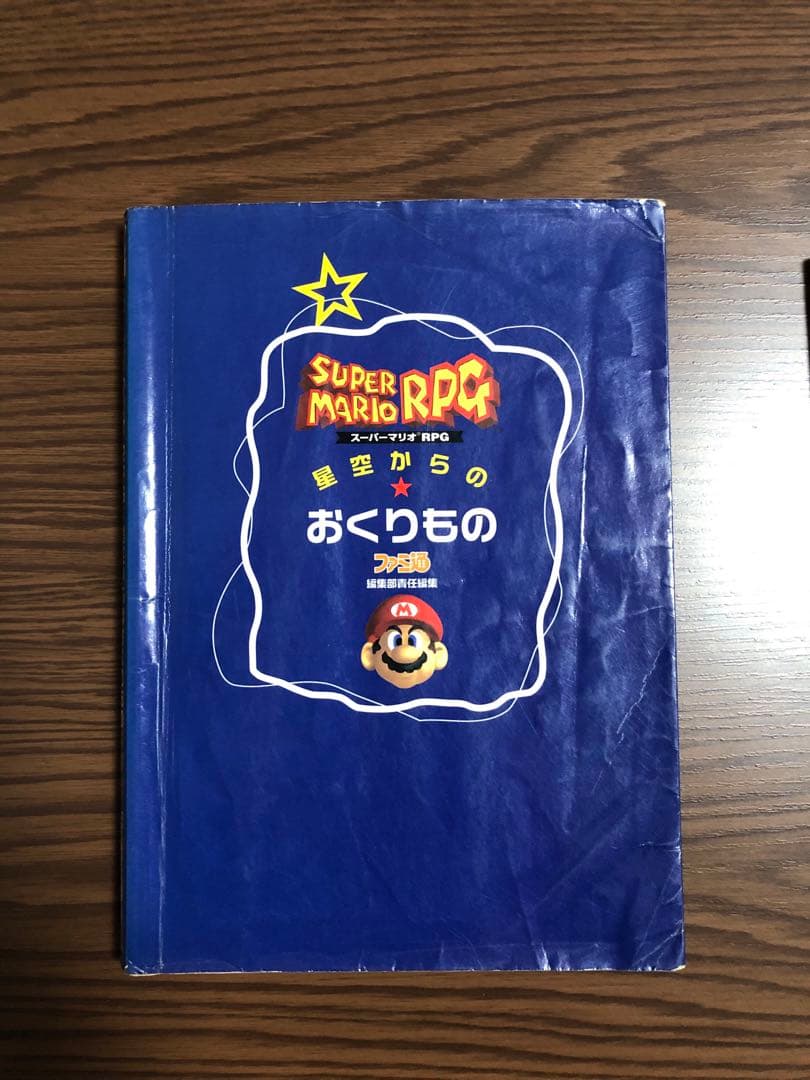 SUPER
MARIO RPG
スーパーマリオ RPG
星空からの
★
おくりもの
ファミ通
編集部責任編集
M